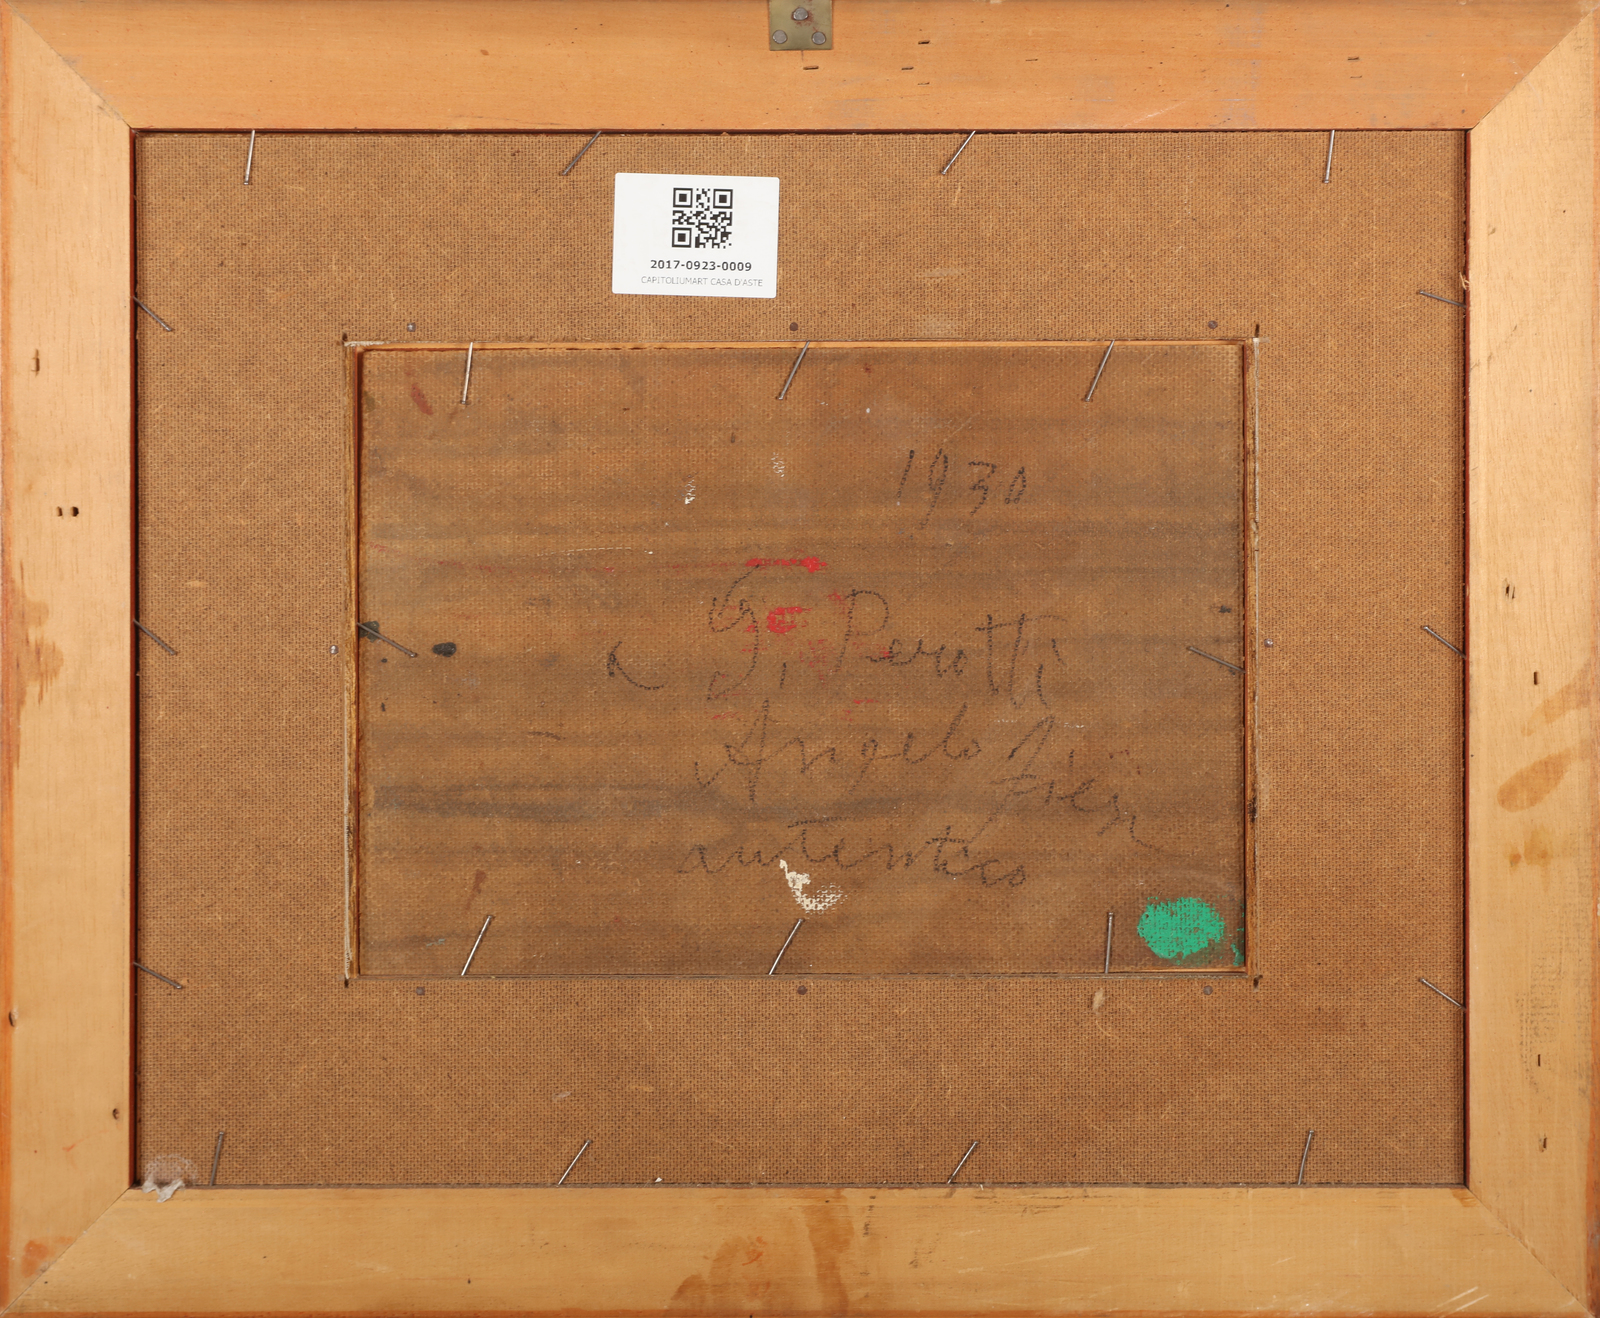 2017-0923-0009
CAPITOLIUMART CASA D'ASTE
1930
G. Perotti
Angelo
autentico